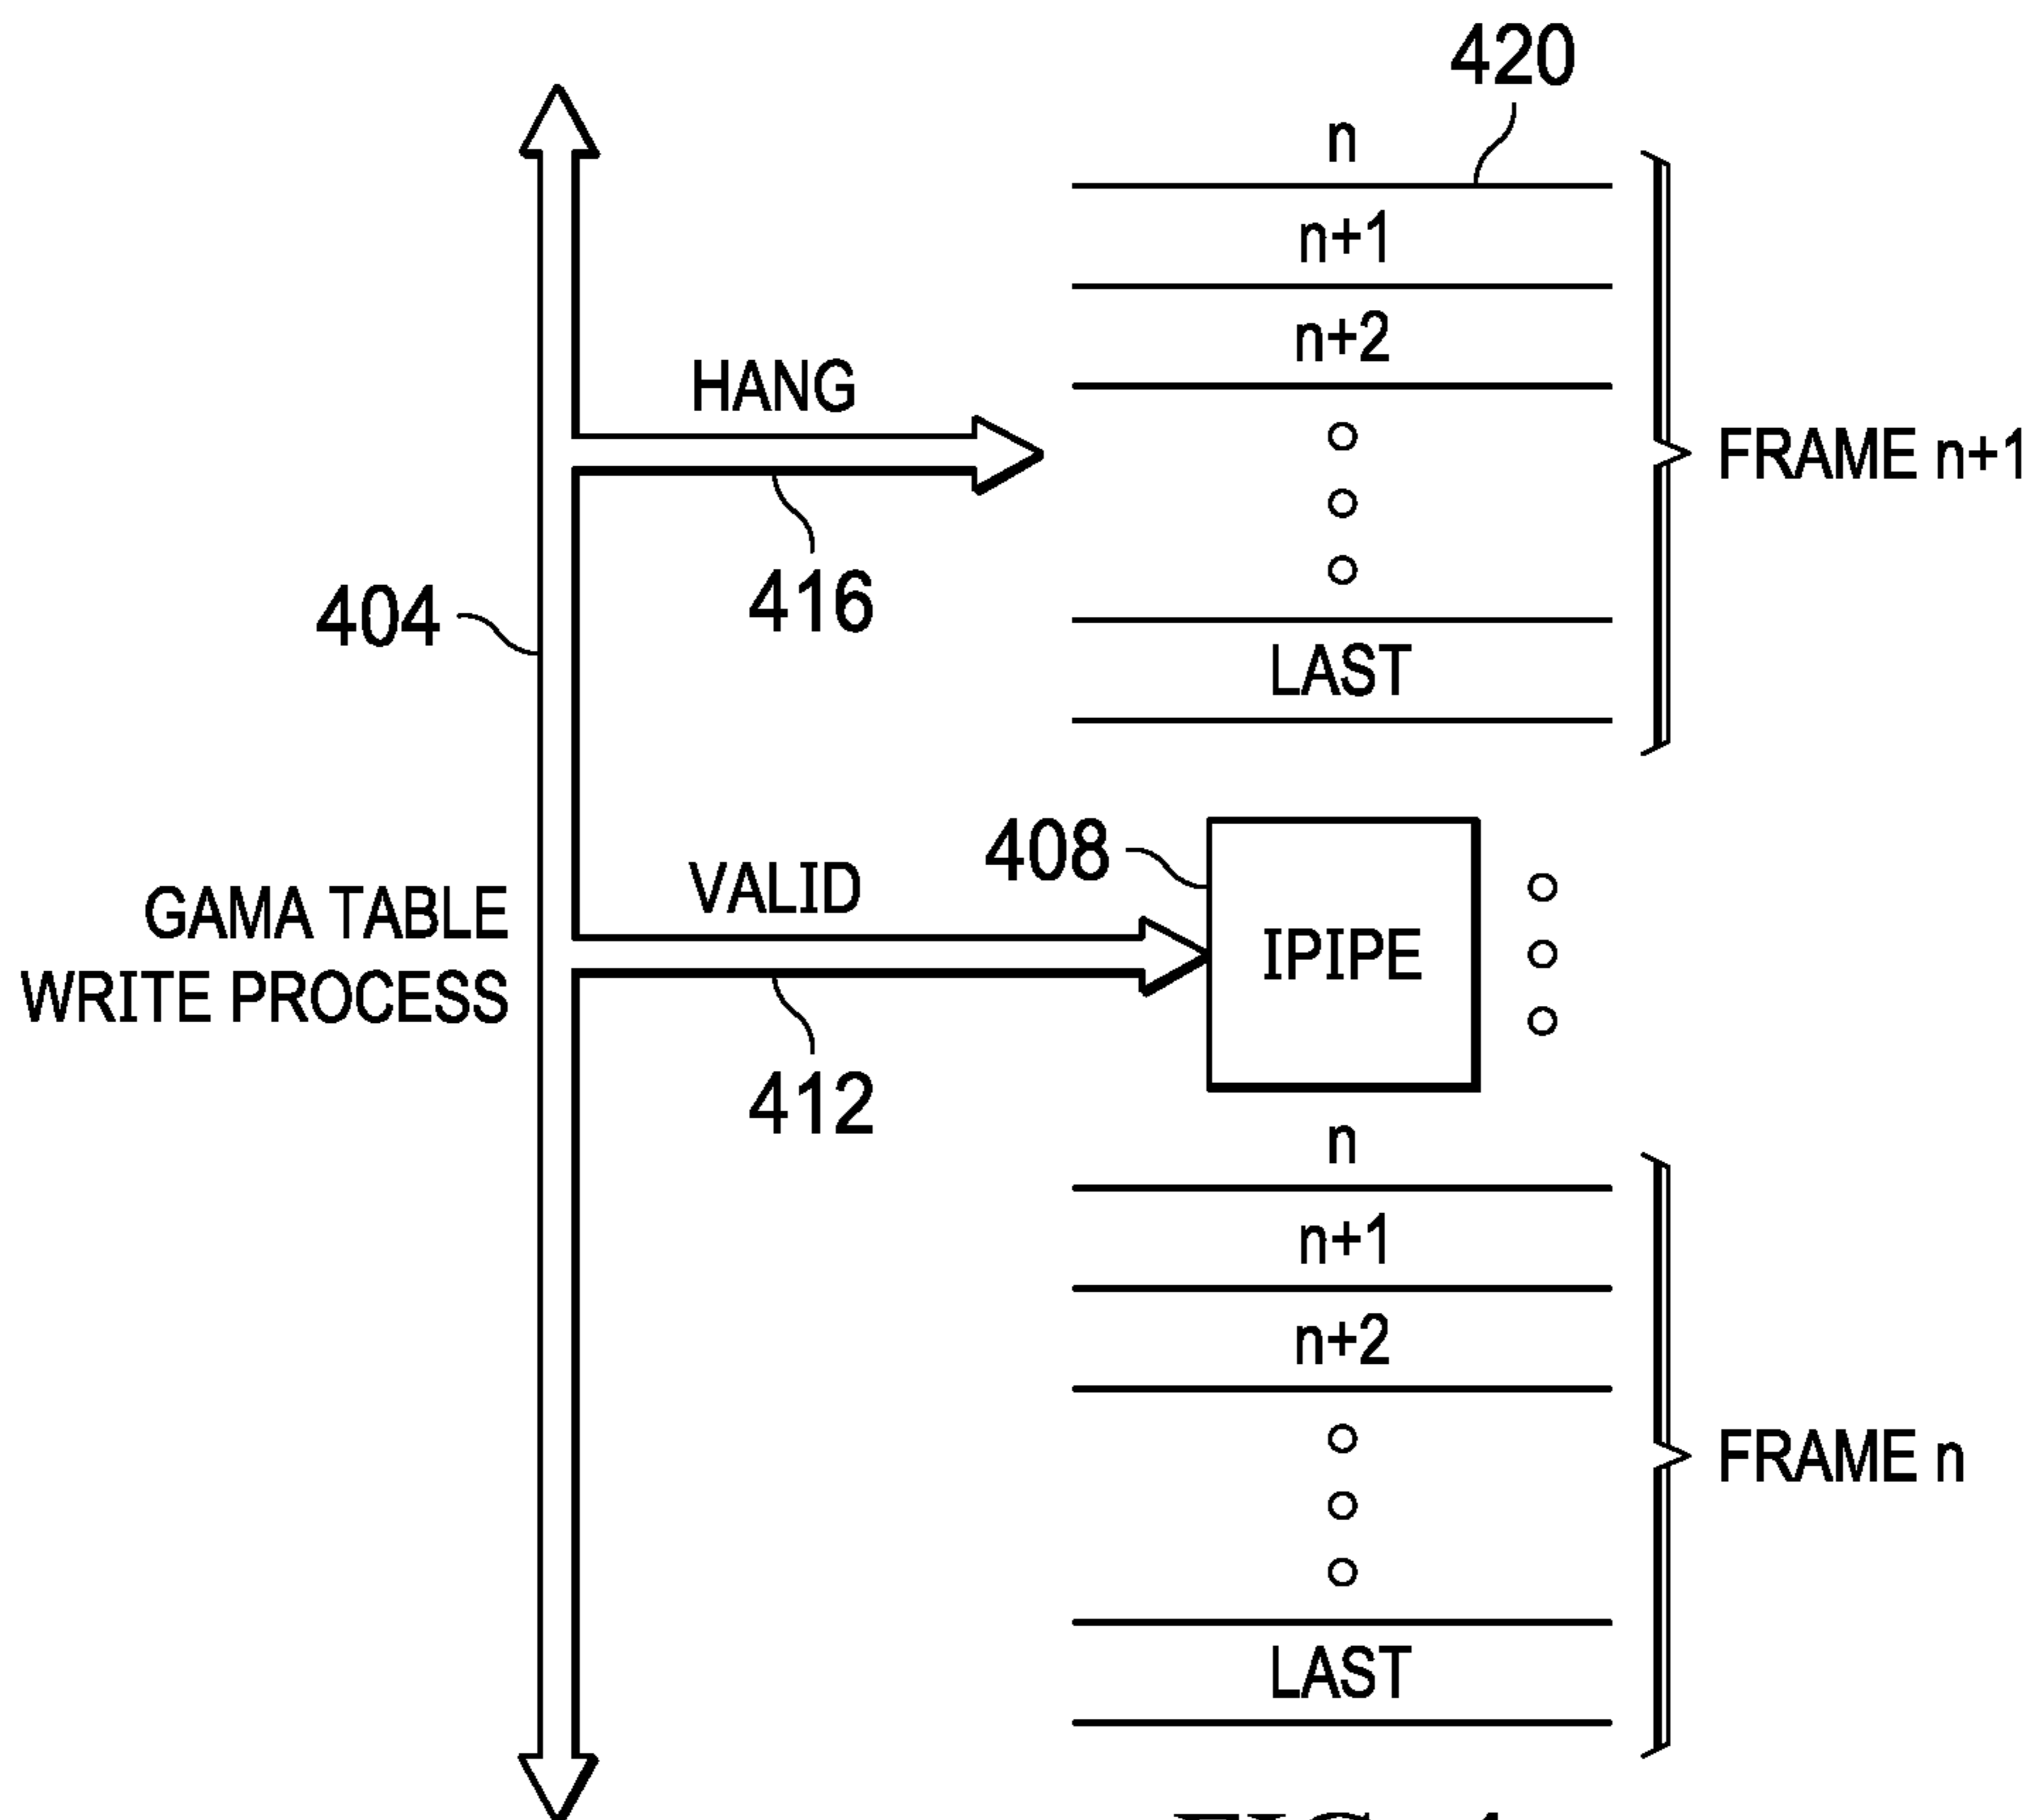 420
n
n+1
HANG
n+2
FRAME n+1
404
416
LAST
408
VALID
GAMA TABLE
WRITE PROCESS
IPIPE
412
n
n+1
n+2
FRAME n
LAST